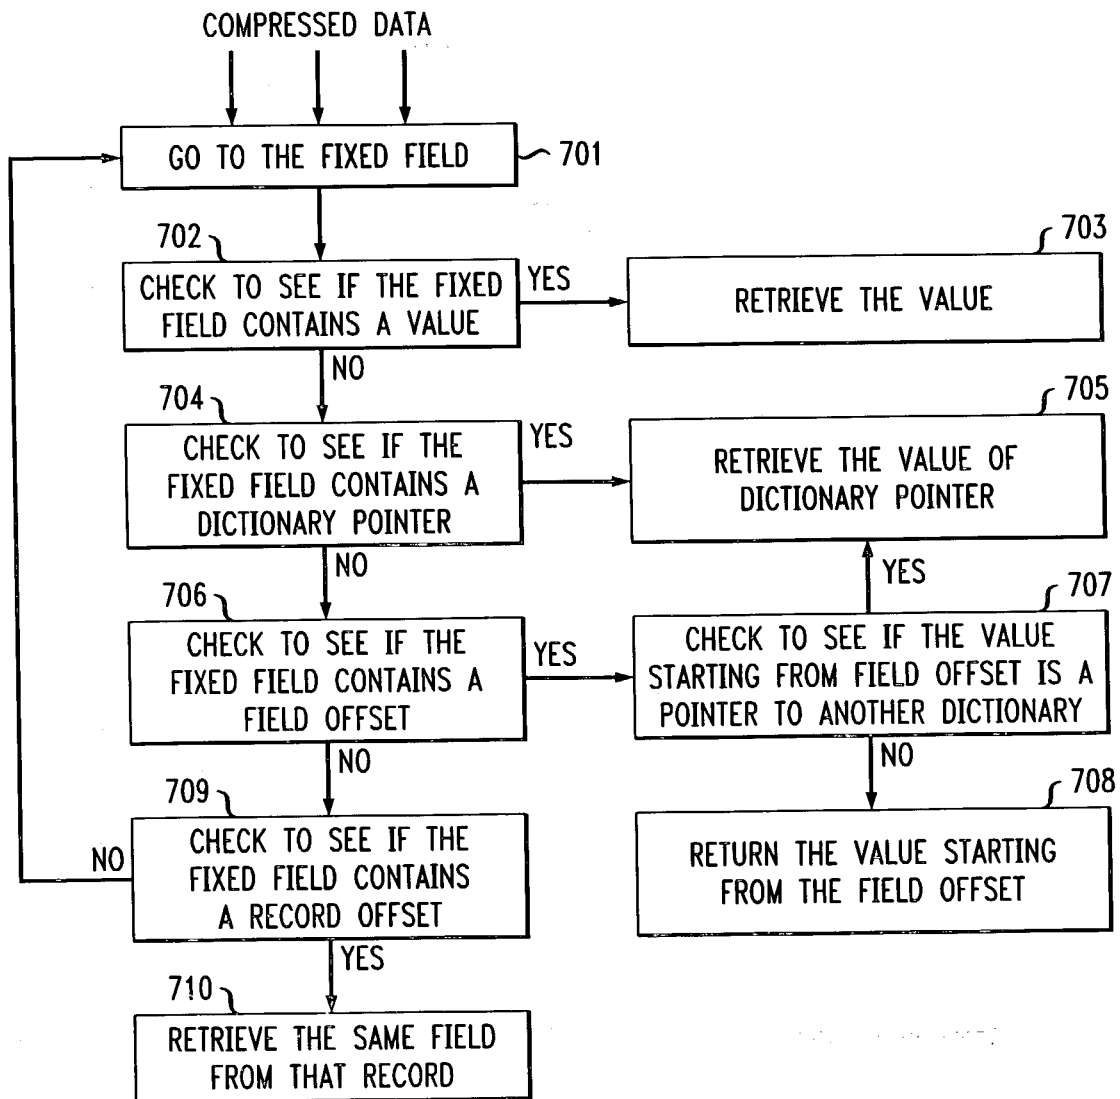 COMPRESSED DATA
GO TO THE FIXED FIELD
701
702
CHECK TO SEE IF THE FIXED
FIELD CONTAINS A VALUE
YES
703
RETRIEVE THE VALUE
NO
704
CHECK TO SEE IF THE
FIXED FIELD CONTAINS A
DICTIONARY POINTER
YES
705
RETRIEVE THE VALUE OF
DICTIONARY POINTER
NO
YES
706
CHECK TO SEE IF THE
FIXED FIELD CONTAINS A
FIELD OFFSET
YES
707
CHECK TO SEE IF THE VALUE
STARTING FROM FIELD OFFSET IS A
POINTER TO ANOTHER DICTIONARY
NO
NO
708
RETURN THE VALUE STARTING
FROM THE FIELD OFFSET
709
CHECK TO SEE IF THE
FIXED FIELD CONTAINS
A RECORD OFFSET
NO
YES
710
RETRIEVE THE SAME FIELD
FROM THAT RECORD